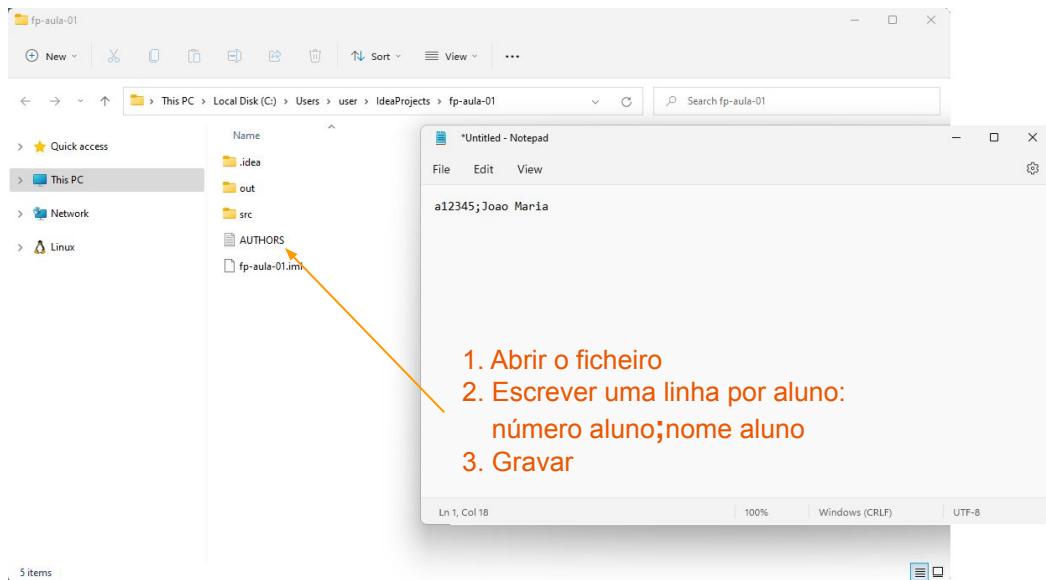 fp-aula-01
New
Sort
View
This PC > Local Disk (C:) > Users > user > IdeaProjects > fp-aula-01
Search fp-aula-01
Quick access
This PC
Network
Linux
Name
.idea
out
src
AUTHORS
fp-aula-01.iml
*Untitled - Notepad
File Edit View
a12345;Joao Maria
1. Abrir o ficheiro
2. Escrever uma linha por aluno:
número aluno;nome aluno
3. Gravar
Ln 1, Col 18 100% Windows (CRLF) UTF-8
5 items